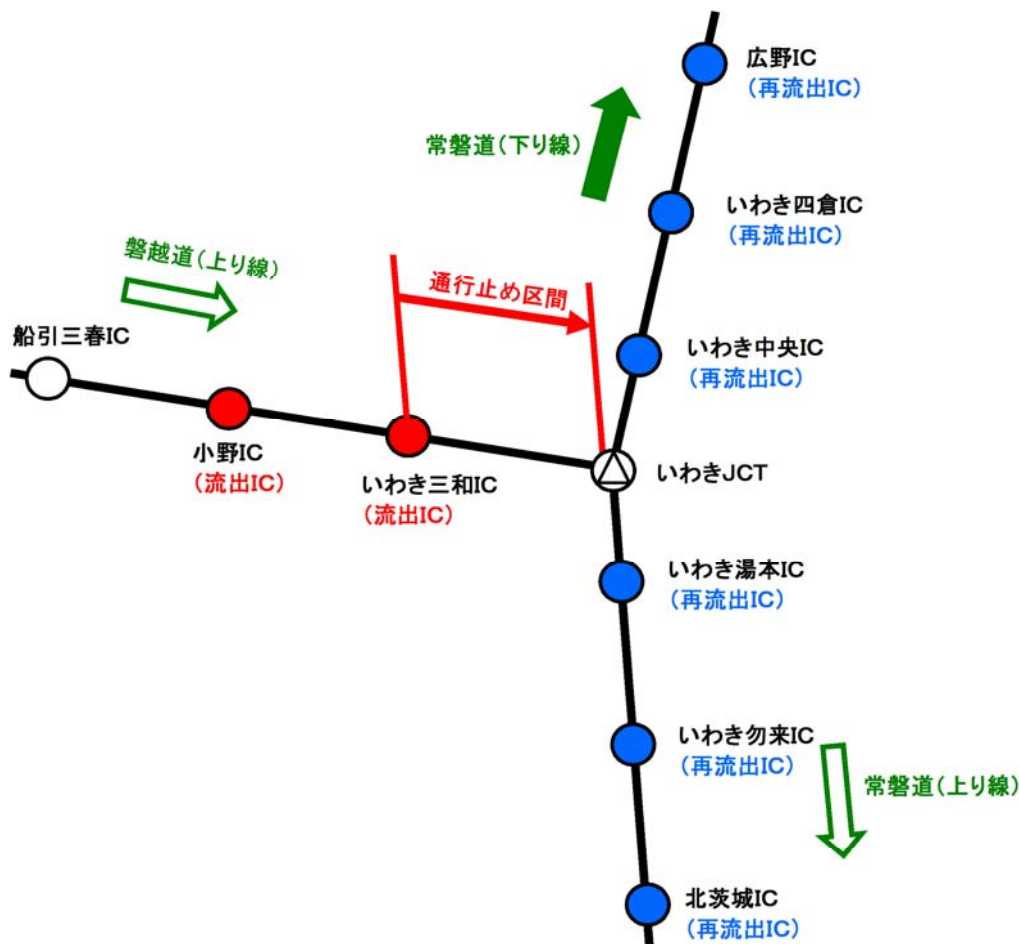 広野IC
(再流出IC)
常磐道(下り線)
いわき四倉IC
(再流出IC)
磐越道(上り線)
通行止め区間
船引三春IC
いわき中央IC
(再流出IC)
小野IC
(流出IC)
いわき三和IC
(流出IC)
いわきJCT
いわき湯本IC
(再流出IC)
いわき勿来IC
(再流出IC)
常磐道(上り線)
北茨城IC
(再流出IC)